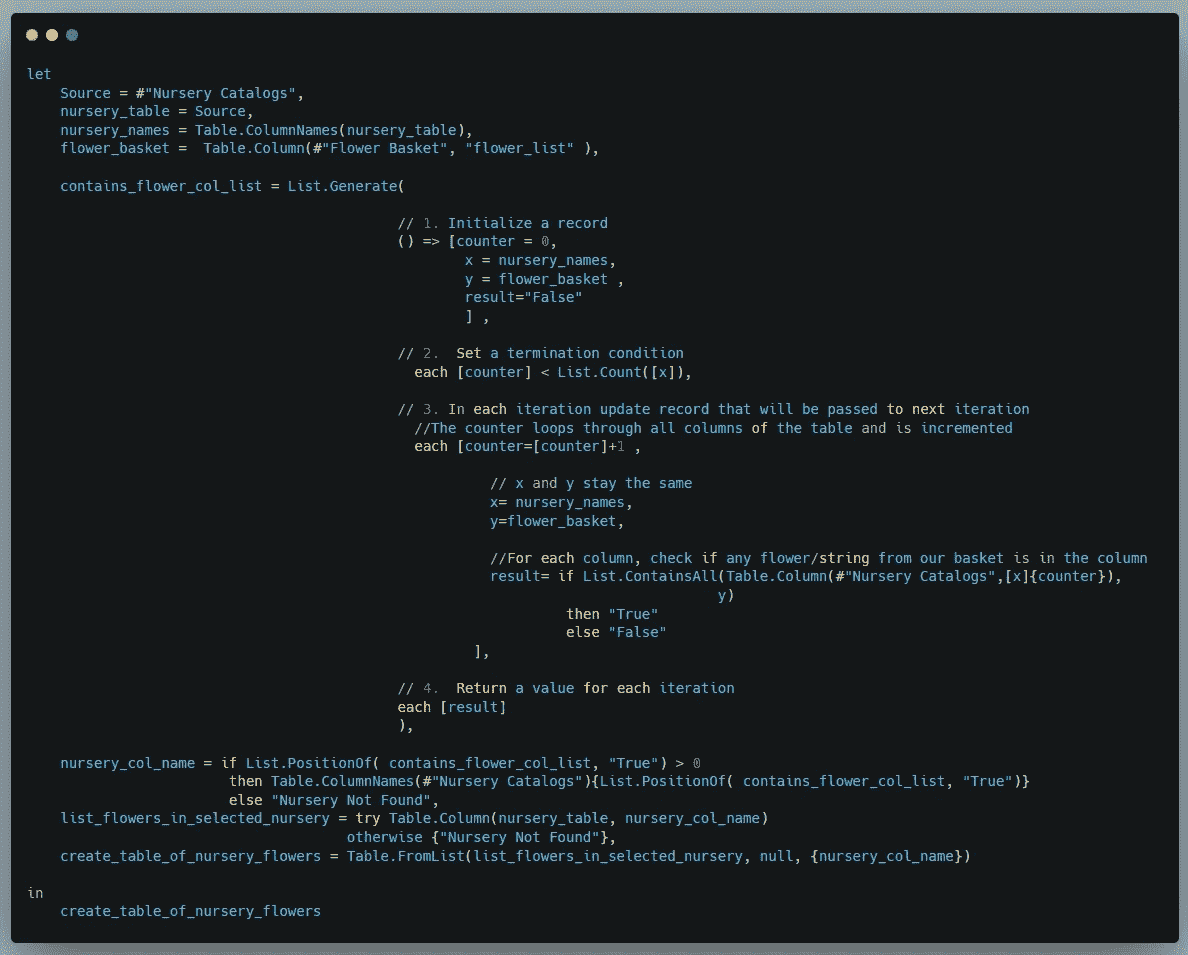 let
Source = #"Nursery Catalogs",
nursery_table = Source,
nursery_names = Table.ColumnNames(nursery_table),
flower_basket =  Table.Column(#"Flower Basket", "flower_list" ),
contains_flower_col_list = List.Generate(
// 1. Initialize a record
() => [counter = 0,
x = nursery_names,
y = flower_basket ,
result="False"
] ,
// 2.  Set a termination condition
each [counter] < List.Count([x]),
// 3. In each iteration update record that will be passed to next iteration
//The counter loops through all columns of the table and is incremented
each [counter=[counter]+1 ,
// x and y stay the same
x= nursery_names,
y=flower_basket,
//For each column, check if any flower/string from our basket is in the column
result= if List.ContainsAll(Table.Column(#"Nursery Catalogs",[x]{counter}),
y)
then "True"
else "False"
],
// 4.  Return a value for each iteration
each [result]
),
nursery_col_name = if List.PositionOf( contains_flower_col_list, "True") > 0
then Table.ColumnNames(#"Nursery Catalogs"){List.PositionOf( contains_flower_col_list, "True")}
else "Nursery Not Found",
list_flowers_in_selected_nursery = try Table.Column(nursery_table, nursery_col_name)
otherwise {"Nursery Not Found"},
create_table_of_nursery_flowers = Table.FromList(list_flowers_in_selected_nursery, null, {nursery_col_name})
in
create_table_of_nursery_flowers